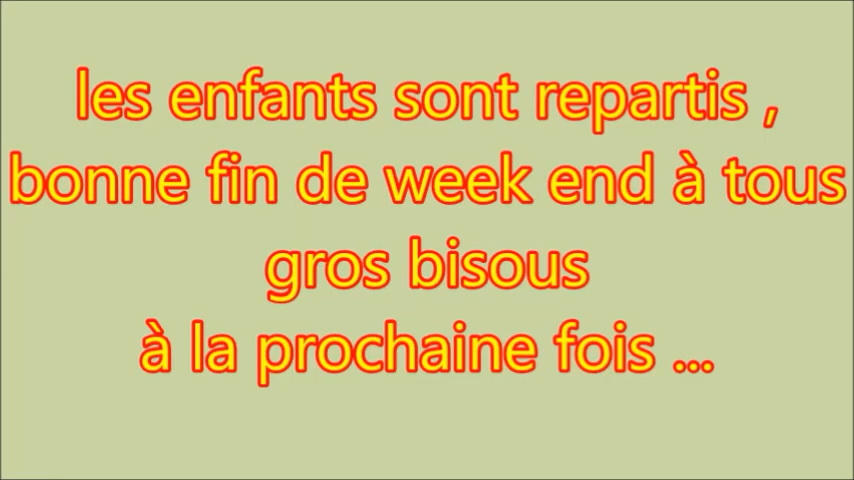 les enfants sont repartis ,
bonne fin de week end à tous
gros bisous
à la prochaine fois ...